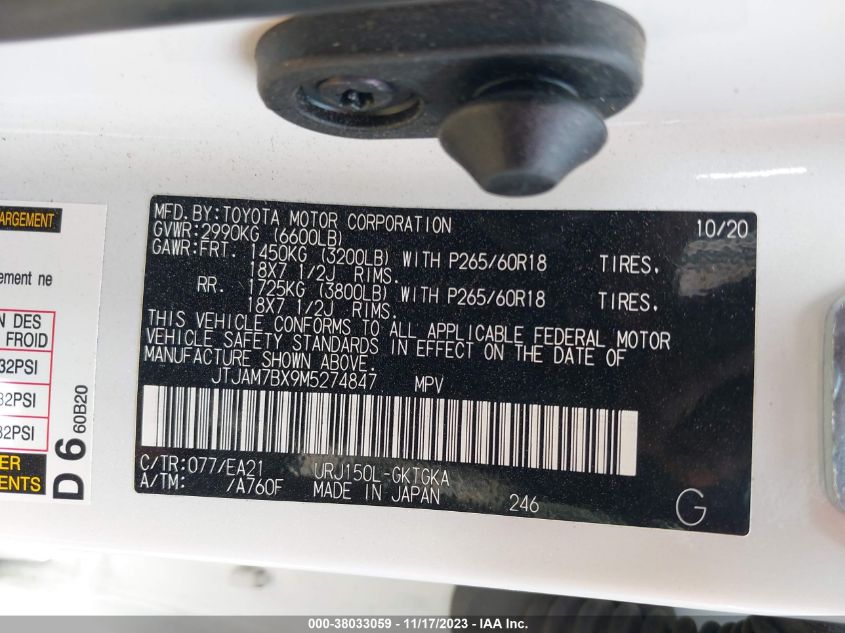 MFD. BY: TOYOTA MOTOR CORPORATION 10/20
GVWR: 2990KG (6600LB)
GAWR: FRT. 1450KG (3200LB) WITH P265/60R18 TIRES.
18X7 1/2J RIMS.
RR. 1725KG (3800LB) WITH P265/60R18 TIRES.
18X7 1/2J RIMS.
THIS VEHICLE CONFORMS TO ALL APPLICABLE FEDERAL MOTOR
VEHICLE SAFETY STANDARDS IN EFFECT ON THE DATE OF
MANUFACTURE SHOWN ABOVE.
JTJAM7BX9M5274847 MPV
C/TR: 077/EA21 URJ150L-GKTGKA
A/TM: /A760F MADE IN JAPAN 246 G
ARGEMENT
ement ne
N DES
FROID
32PSI
32PSI
32PSI
ER
ENTS
D 6 60B20
000-38033059 - 11/17/2023 - IAAI.com